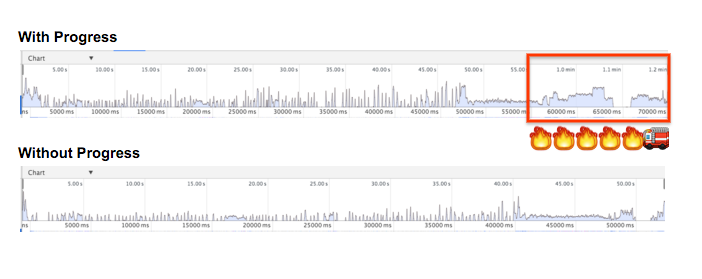 With Progress
Chart ▼
5.00 s 10.00 s 15.00 s 20.00 s 25.00 s 30.00 s 35.00 s 40.00 s 45.00 s 50.00 s 55.00 s 1.0 min 1.1 min 1.2 min
ms 5000 ms 10000 ms 15000 ms 20000 ms 25000 ms 30000 ms 35000 ms 40000 ms 45000 ms 50000 ms 60000 ms 65000 ms 70000 ms
Without Progress
Chart ▼
5.00 s 10.00 s 15.00 s 20.00 s 25.00 s 30.00 s 35.00 s 40.00 s 45.00 s 50.00 s
ms 5000 ms 10000 ms 15000 ms 20000 ms 25000 ms 30000 ms 35000 ms 40000 ms 45000 ms 50000 ms